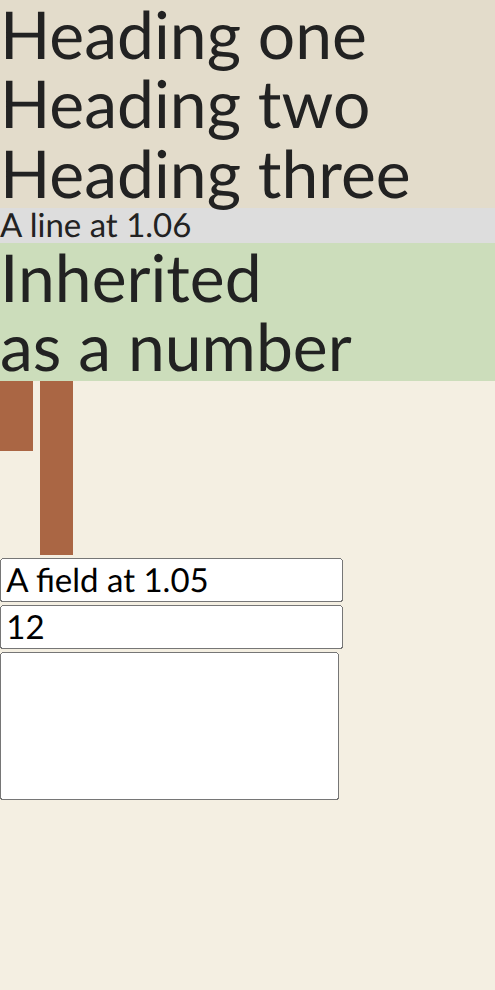 Heading one
Heading two
Heading three
A line at 1.06
Inherited
as a number
A field at 1.05
12